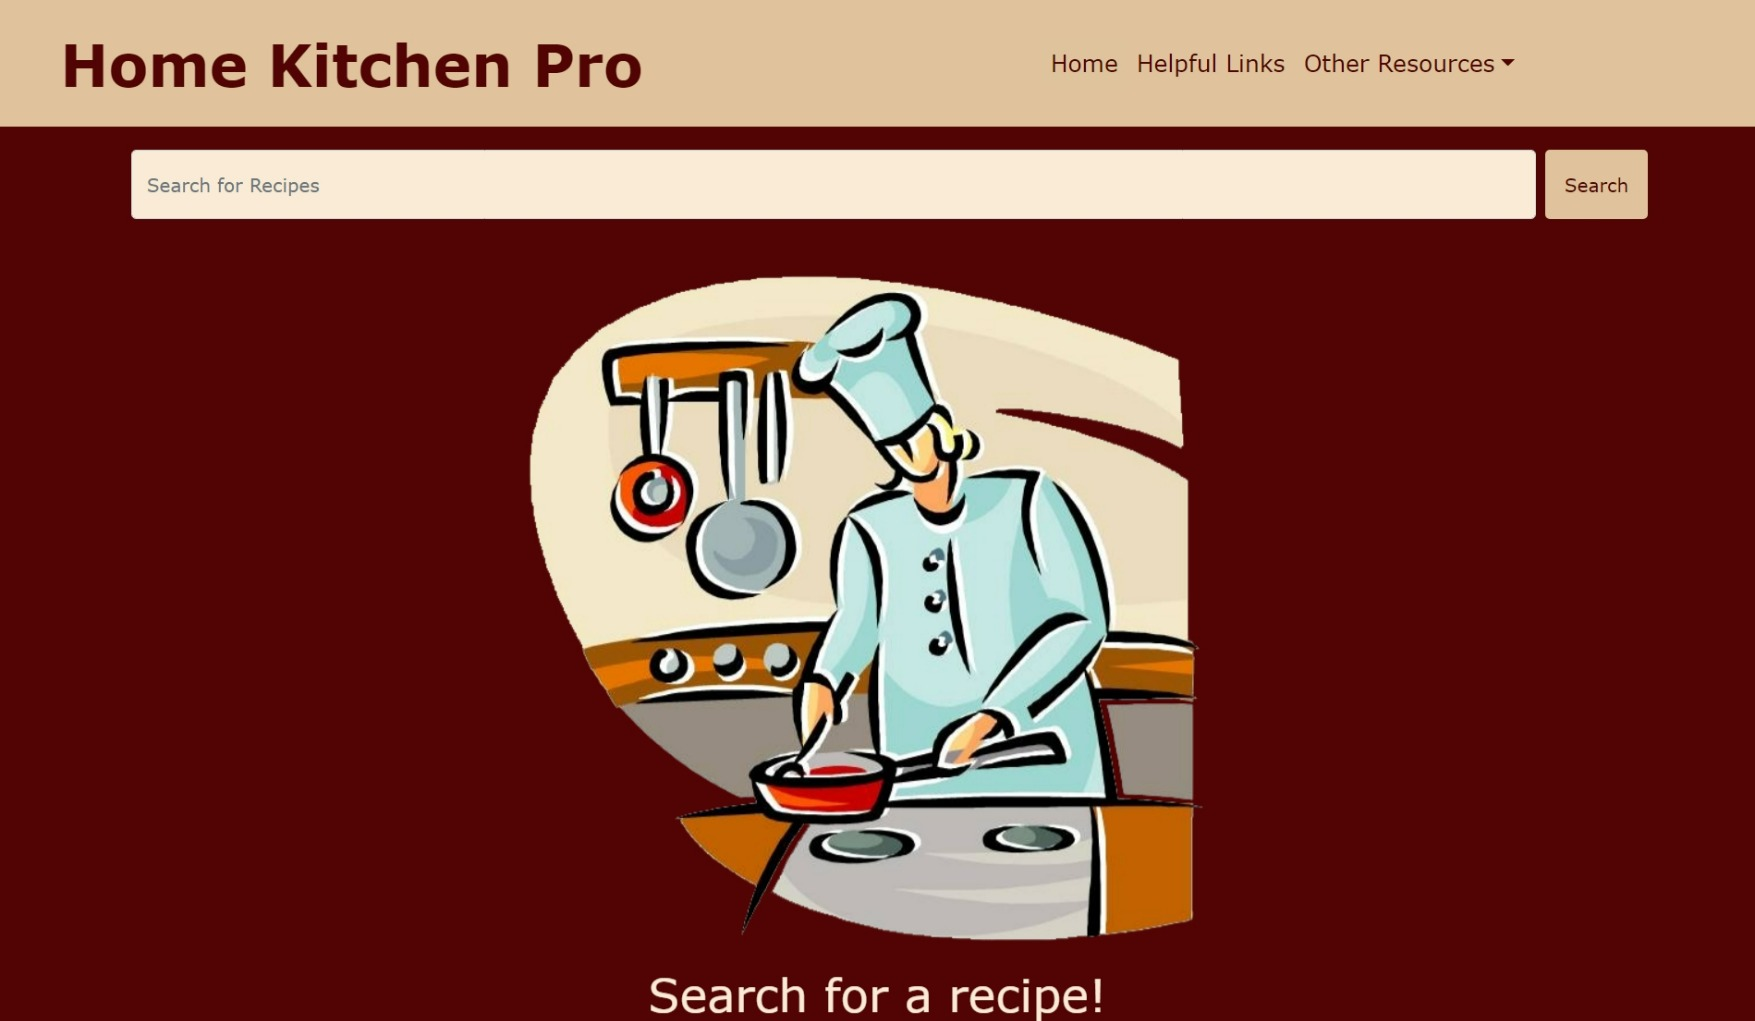 Home Kitchen Pro
Home Helpful Links Other Resources
Search for Recipes
Search
Search for a recipe!